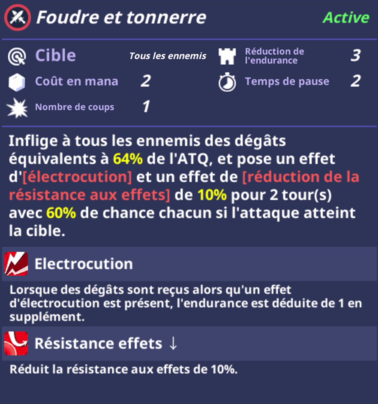 Foudre et tonnerre Active
Cible Tous les ennemis Réduction de l'endurance 3
Coût en mana 2 Temps de pause 2
Nombre de coups 1
Inflige à tous les ennemis des dégâts
équivalents à 64% de l'ATQ, et pose un effet
d'[électrocution] et un effet de [réduction de la
résistance aux effets] de 10% pour 2 tour(s)
avec 60% de chance chacun si l'attaque atteint
la cible.
Electrocution
Lorsque des dégâts sont reçus alors qu'un effet
d'électrocution est présent, l'endurance est déduite de 1 en
supplément.
Résistance effets ↓
Réduit la résistance aux effets de 10%.